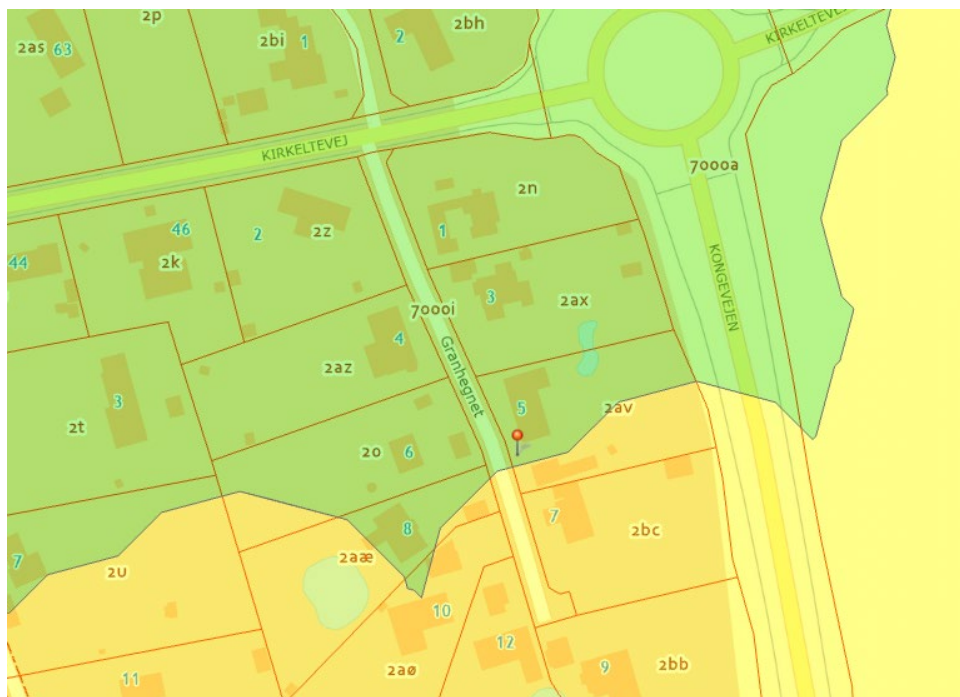 2p
2as
63
2bi
1
2
2bh
KIRKELTEVEJ
KIRKELTEVEJ
7000a
2n
46
2
2z
1
44
2k
KONGEVEJEN
7000i
3
2ax
4
2az
Granhegnet
3
5
2av
2t
2o
6
7
8
2bc
7
2aæ
2u
10
12
2bb
9
2aø
11